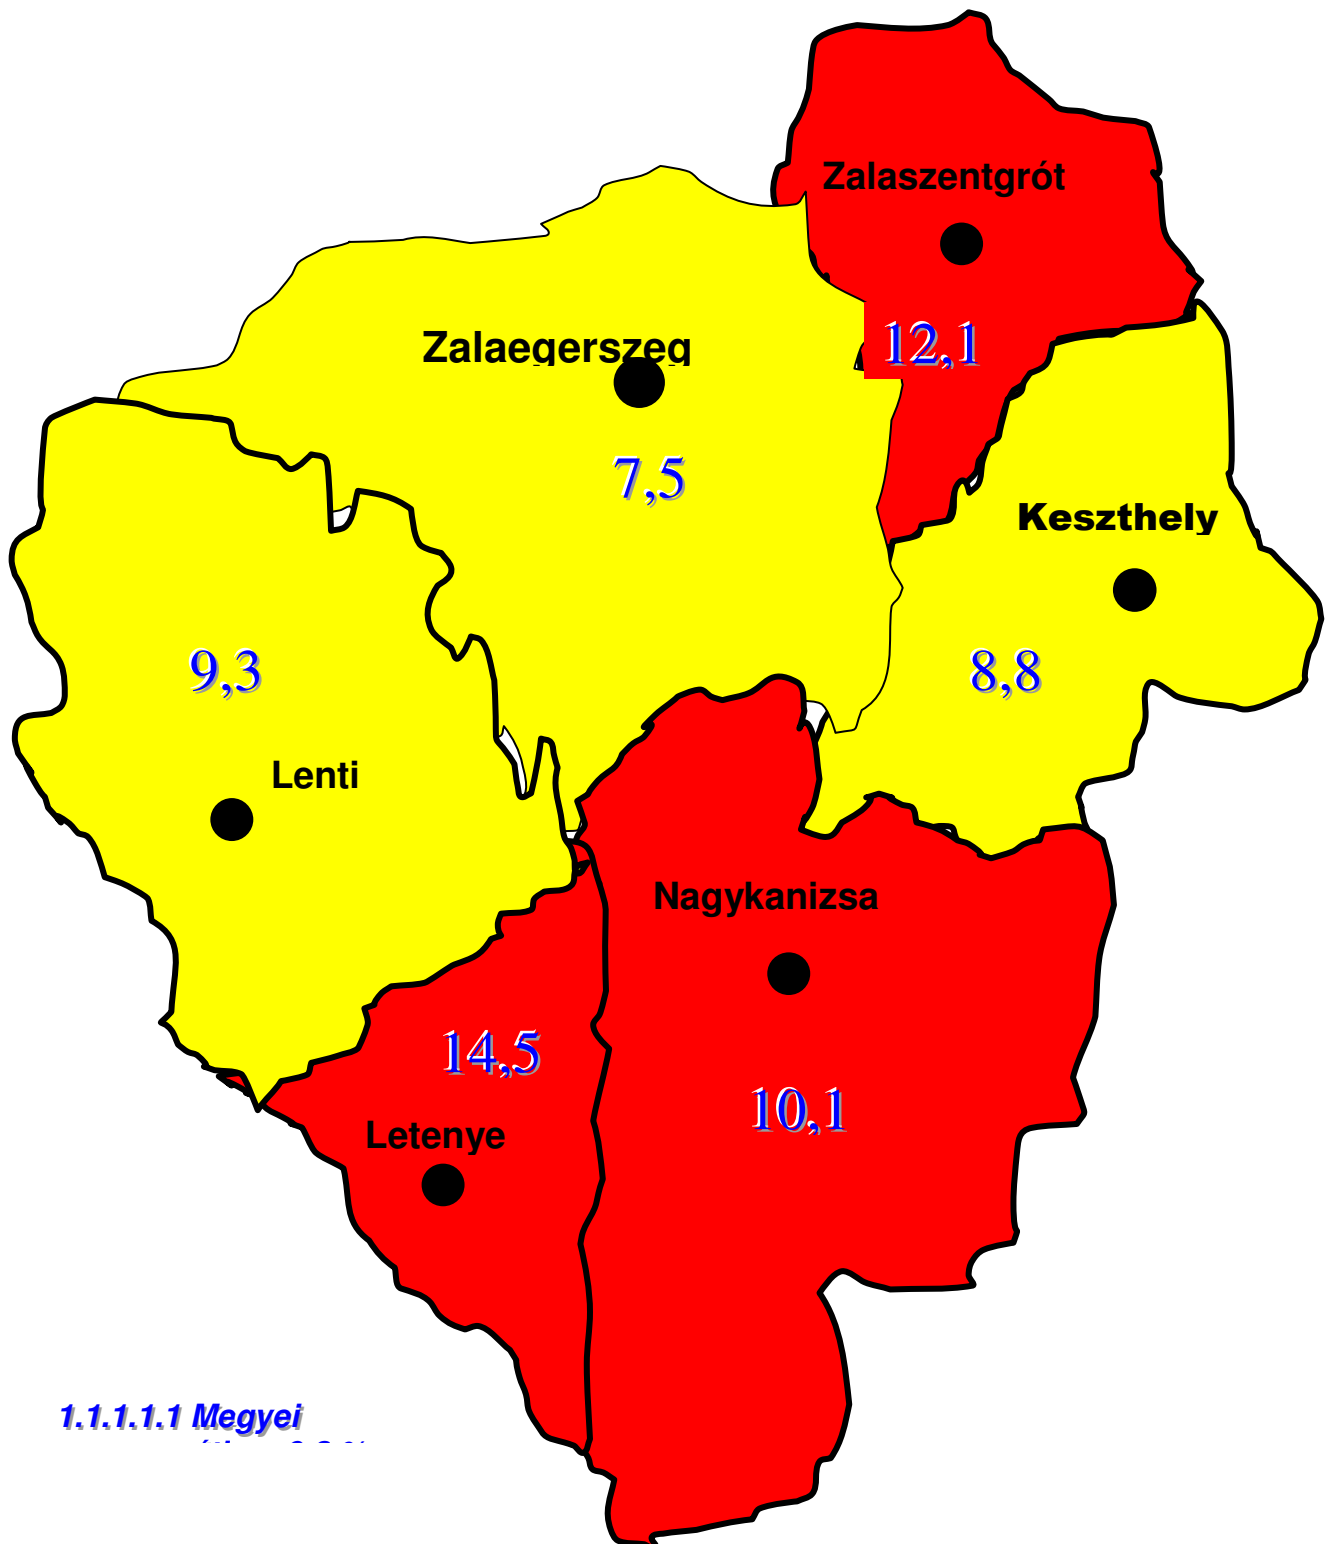 Zalaszentgrót
12,1
Zalaegerszeg
7,5
Keszthely
8,8
9,3
Lenti
Nagykanizsa
14,5
10,1
Letenye
1.1.1.1.1 Megyei